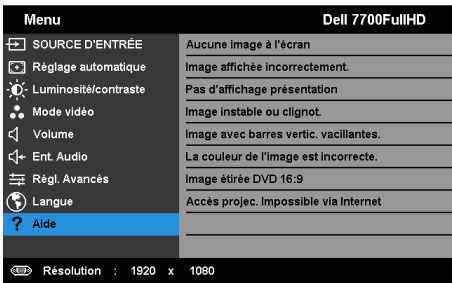 Menu Dell 7700FullHD
SOURCE D'ENTRÉE Aucune image à l'écran
Réglage automatique Image affichée incorrectement.
Luminosité/contraste Pas d'affichage présentation
Mode vidéo Image instable ou clignot.
Volume Image avec barres vertic. vacillantes.
Ent. Audio La couleur de l'image est incorrecte.
Régl. Avancés Image étirée DVD 16:9
Langue Accès projec. Impossible via Internet
? Aide
Résolution : 1920 x 1080